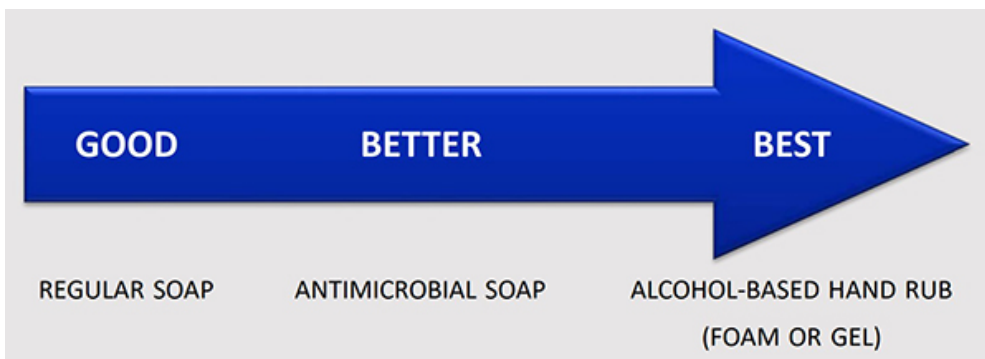 GOOD BETTER BEST
REGULAR SOAP ANTIMICROBIAL SOAP ALCOHOL-BASED HAND RUB
(FOAM OR GEL)